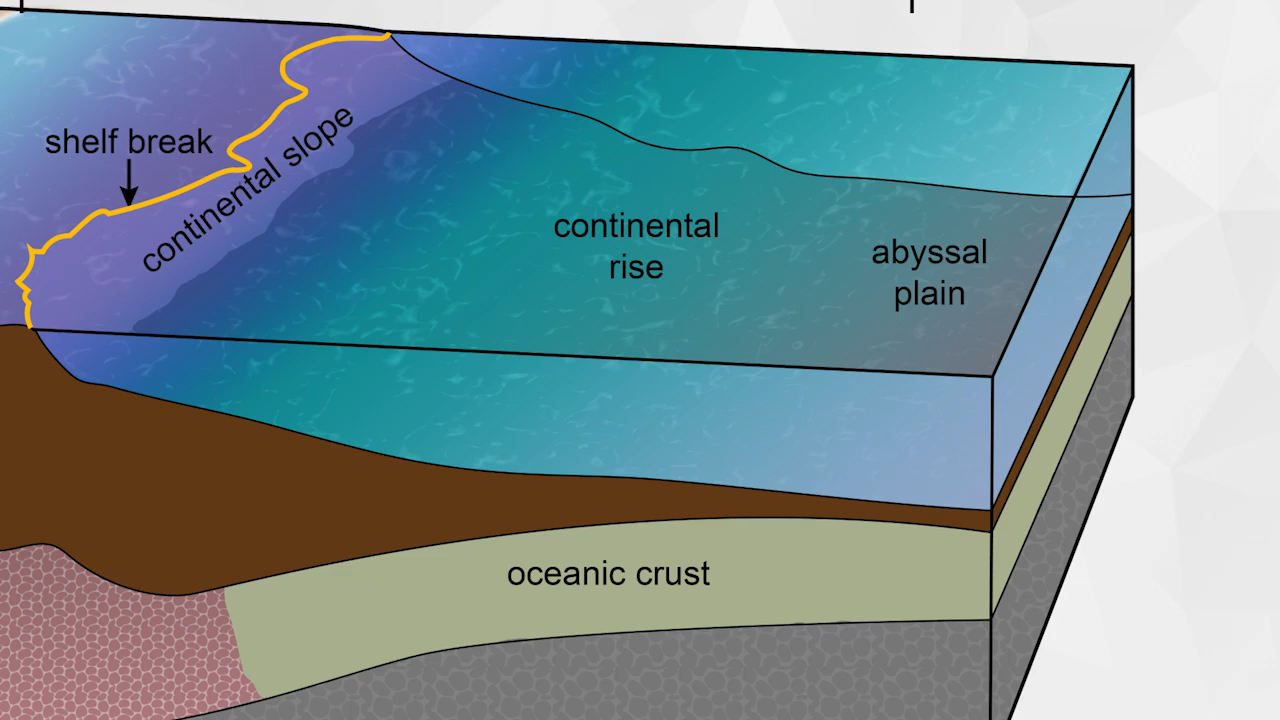 shelf break
continental slope
continental
rise
abyssal
plain
oceanic crust